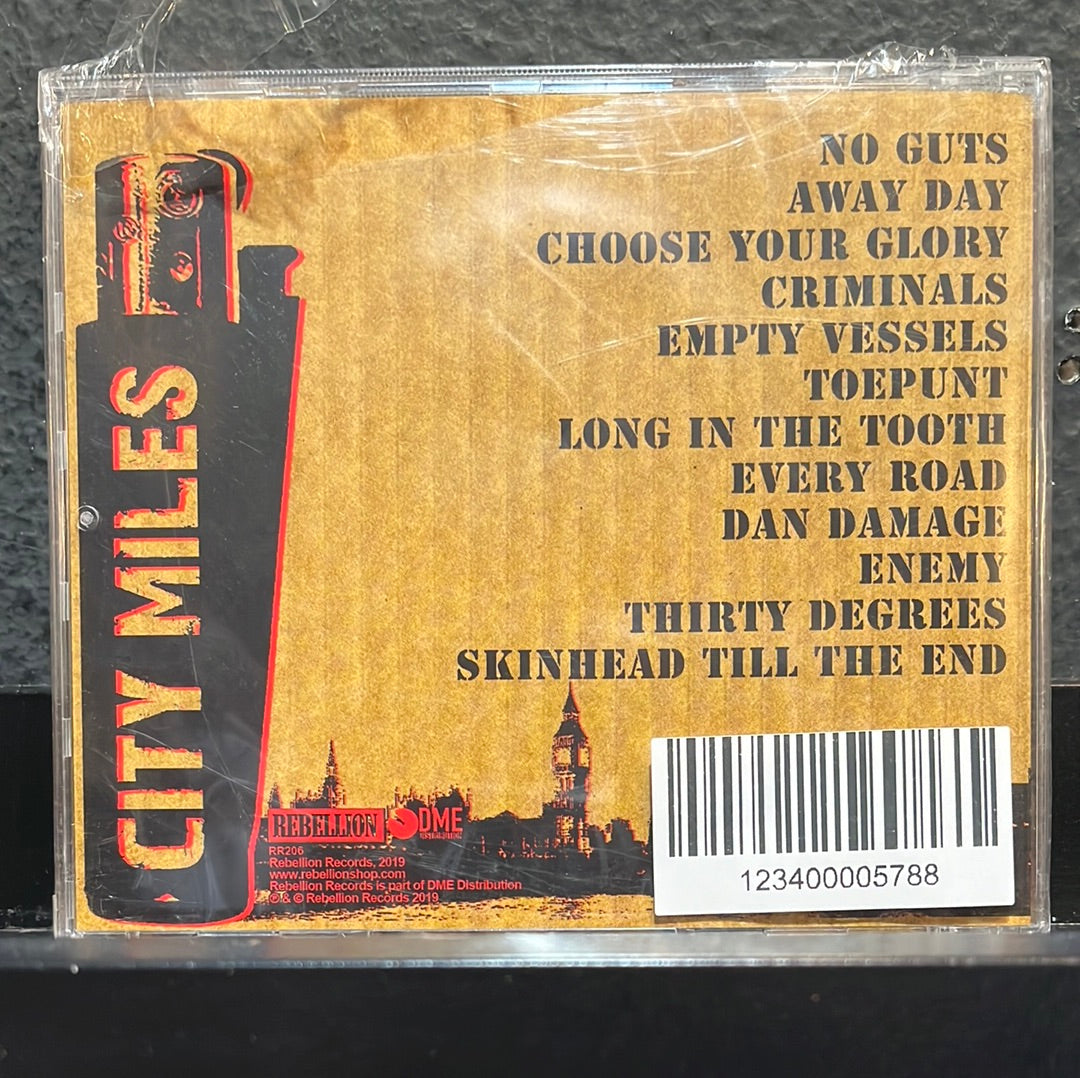 NO GUTS
AWAY DAY
CHOOSE YOUR GLORY
CRIMINALS
EMPTY VESSELS
TOEPUNT
LONG IN THE TOOTH
EVERY ROAD
DAN DAMAGE
ENEMY
THIRTY DEGREES
SKINHEAD TILL THE END
CITY MILES
REBELLION
DME
DISTRIBUTION
RR206
Rebellion Records, 2019
www.rebellionshop.com
Rebellion Records is part of DME Distribution
℗ & © Rebellion Records 2019
123400005788